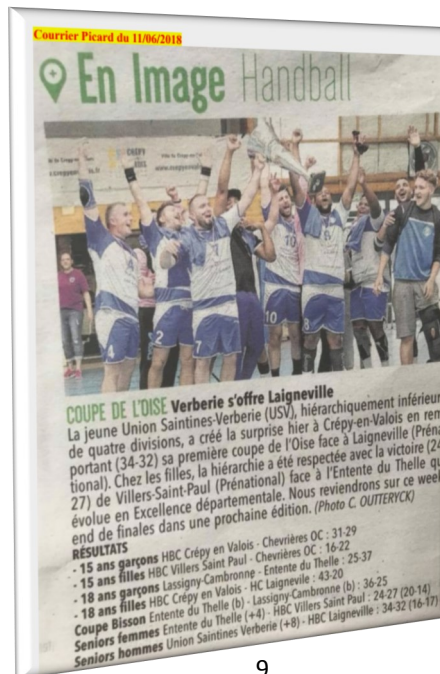 Courrier Picard du 11/06/2018
En Image Handball
CREPY
COUPE DE L'OISE Verberie s'offre Laigneville
La jeune Union Saintines-Verberie (USV), hiérarchiquement inférieur
de quatre divisions, a créé la surprise hier à Crépy-en-Valois en rem
portant (34-32) sa première coupe de l'Oise face à Laigneville (Préna
tional). Chez les filles, la hiérarchie a été respectée avec la victoire (24
27) de Villers-Saint-Paul (Prénational) face à l'Entente du Thelle qu
évolue en Excellence départementale. Nous reviendrons sur ce week
end de finales dans une prochaine édition. (Photo C. OUTTERYCK)
RÉSULTATS
- 15 ans garçons HBC Crépy en Valois - Chevrières OC : 31-29
- 15 ans filles HBC Villers Saint Paul - Chevrières OC : 16-22
- 18 ans garçons Lassigny-Cambronne - Entente du Thelle : 25-37
- 18 ans filles HBC Crépy en Valois - HC Laigneville : 43-20
Coupe Bisson Entente du Thelle (b) - Lassigny-Cambronne (b) : 36-25
Seniors femmes Entente du Thelle (+4) - HBC Villers Saint Paul : 24-27 (20-14)
Seniors hommes Union Saintines Verberie (+8) - HBC Laigneville : 34-32 (16-17)
9